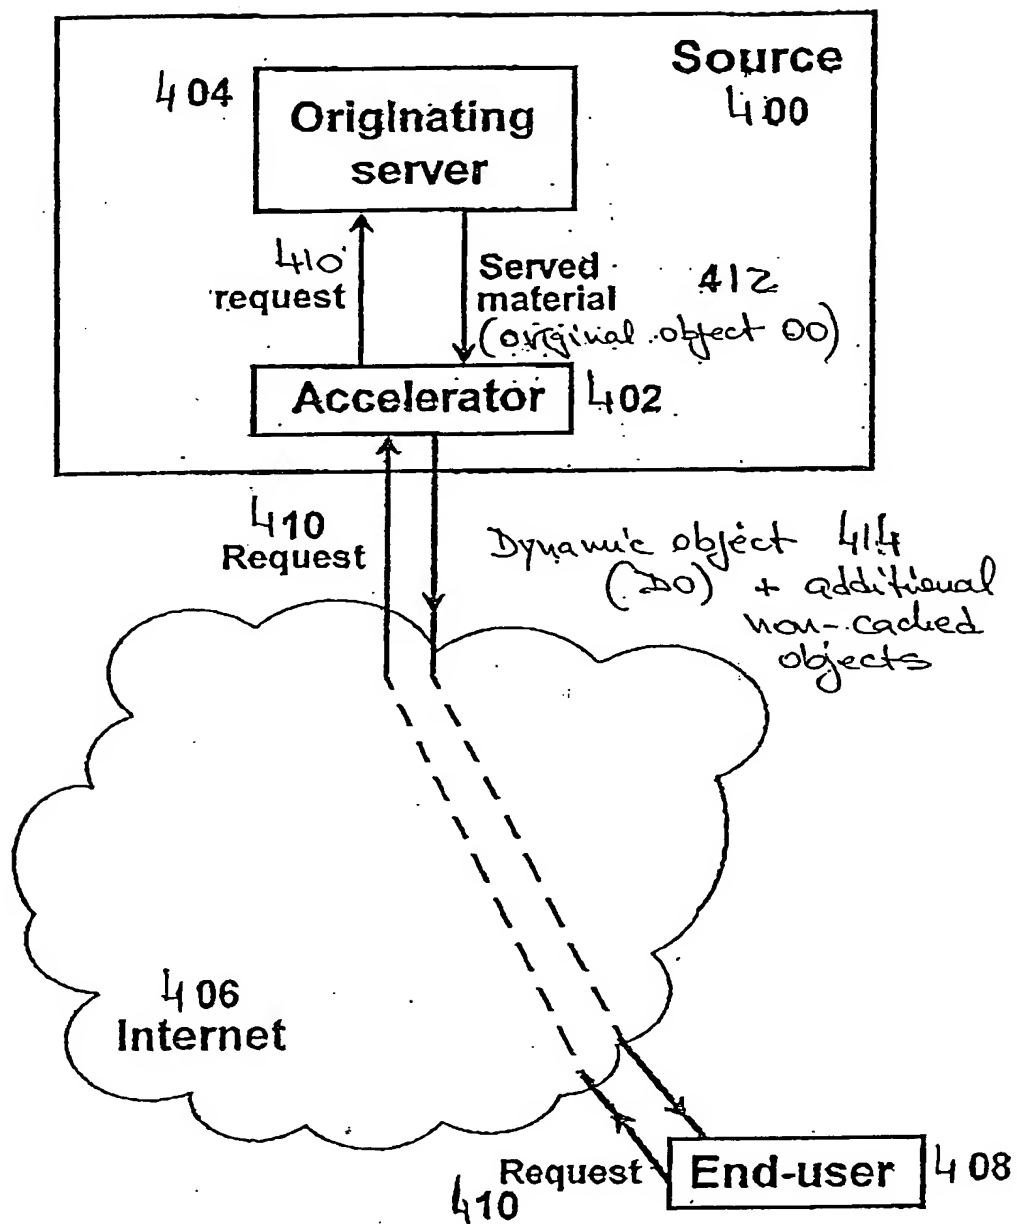 Source
400
404
Originating
server
410
request
Served
material
412
(original object OO)
Accelerator
402
410
Request
Dynamic object 414
(DO) + additional
non-cached
objects
406
Internet
Request
410
End-user
408